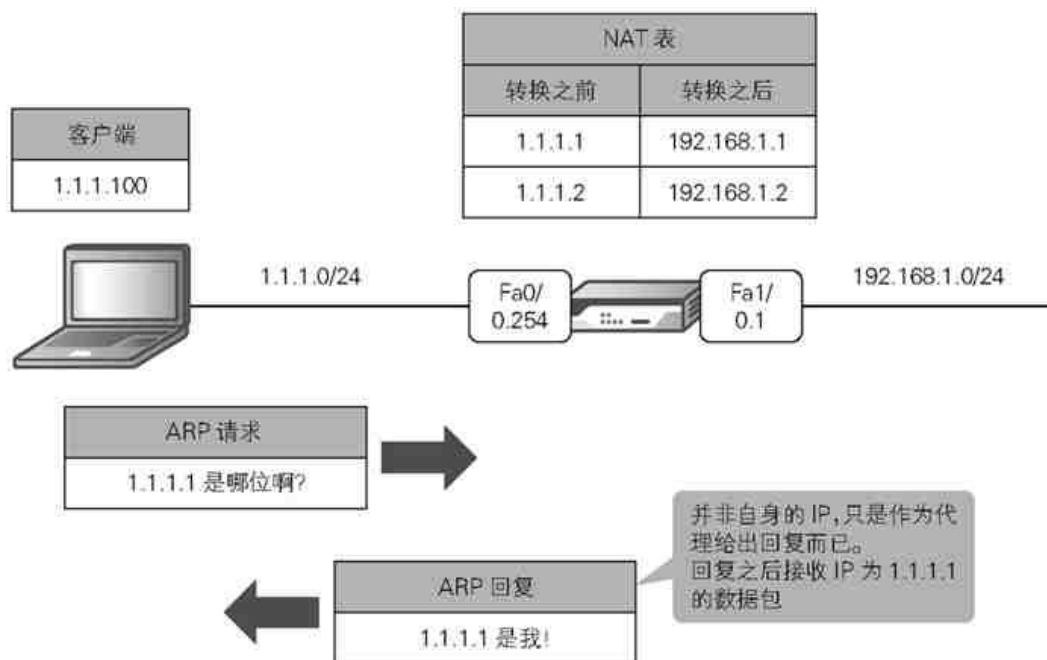 NAT 表
转换之前 转换之后
1.1.1.1 192.168.1.1
1.1.1.2 192.168.1.2
客户端
1.1.1.100
1.1.1.0/24
Fa0/
0.254
Fa1/
0.1
192.168.1.0/24
ARP 请求
1.1.1.1 是哪位啊?
并非自身的 IP,只是作为代
理给出回复而已。
回复之后接收 IP 为 1.1.1.1
的数据包
ARP 回复
1.1.1.1 是我!